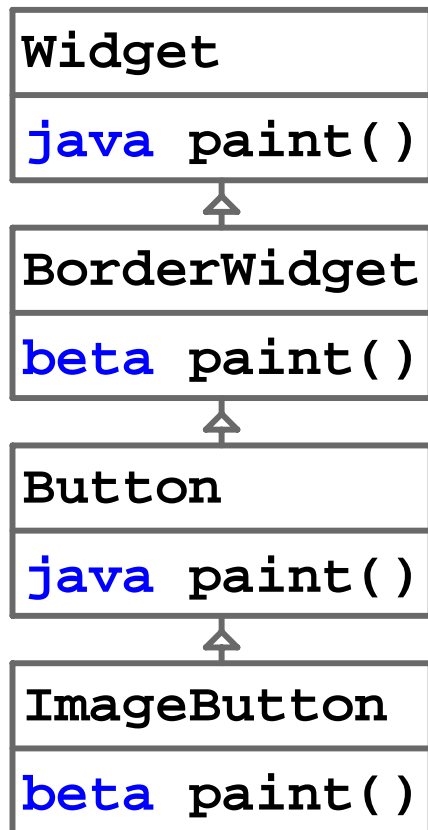 Widget
java paint()
BorderWidget
beta paint()
Button
java paint()
ImageButton
beta paint()